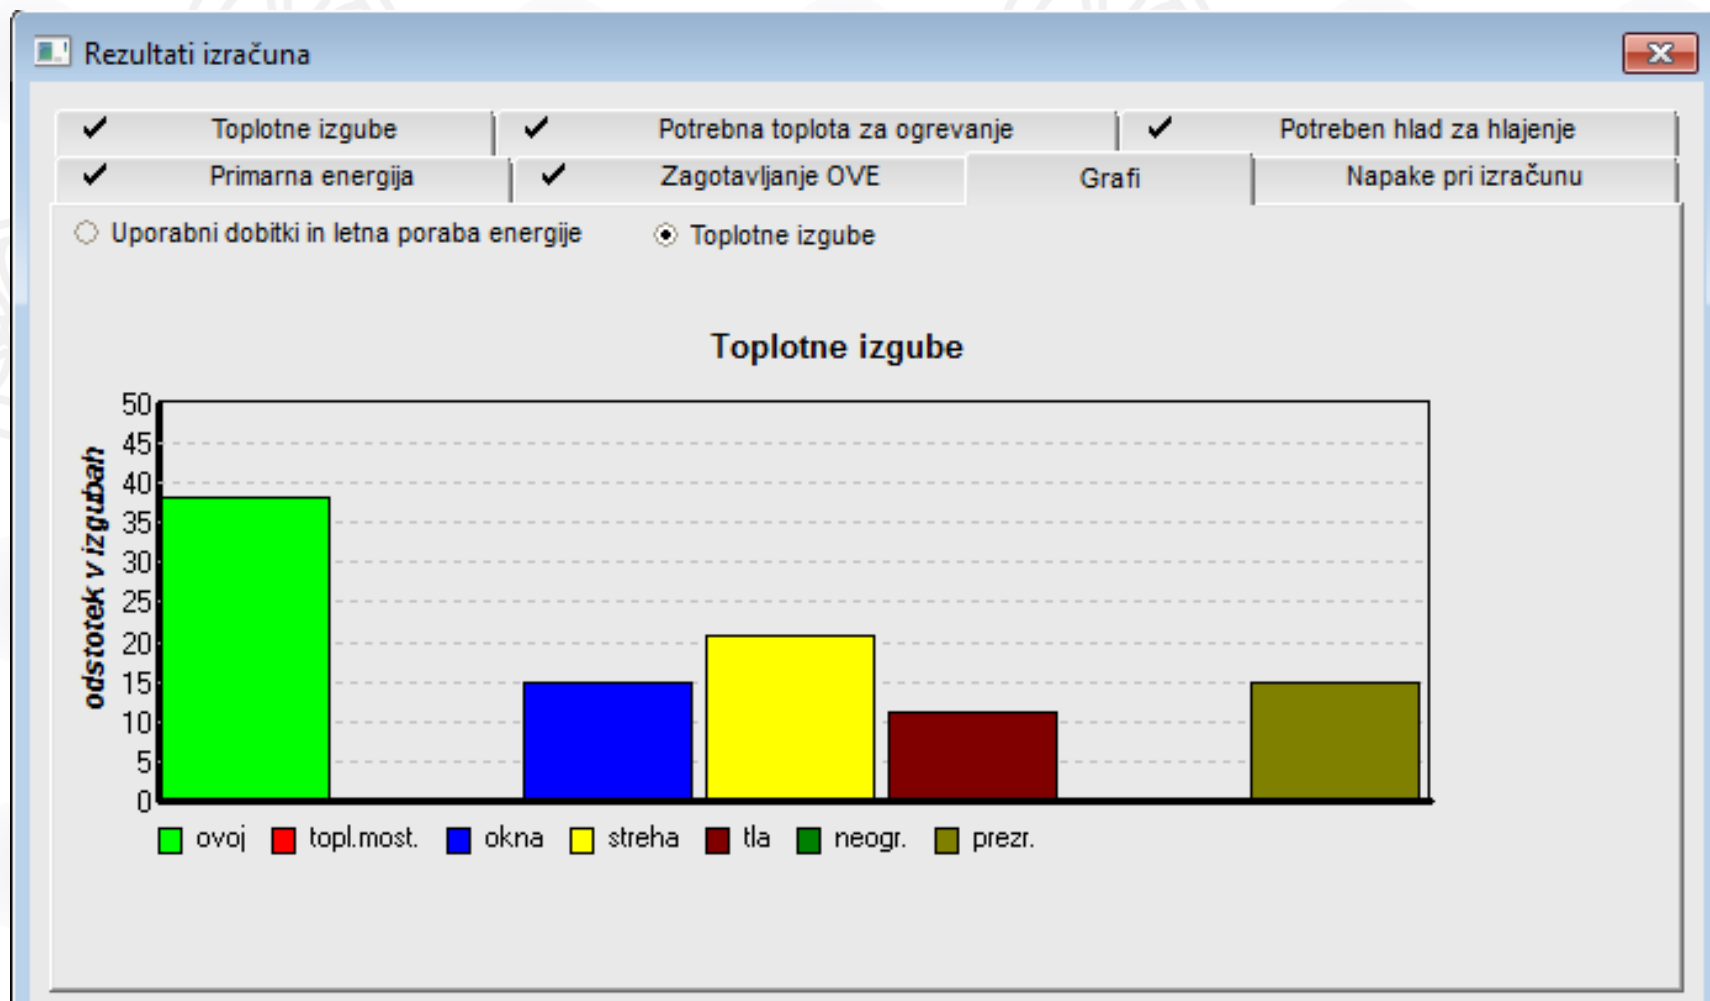 Rezultati izračuna
Toplotne izgube Potrebna toplota za ogrevanje Potreben hlad za hlajenje
Primarna energija Zagotavljanje OVE Grafi Napake pri izračunu
Uporabni dobitki in letna poraba energije Toplotne izgube
Toplotne izgube
odstotek v izgubah
50
45
40
35
30
25
20
15
10
5
0
ovoj topl.most. okna streha tla neogr. prezr.